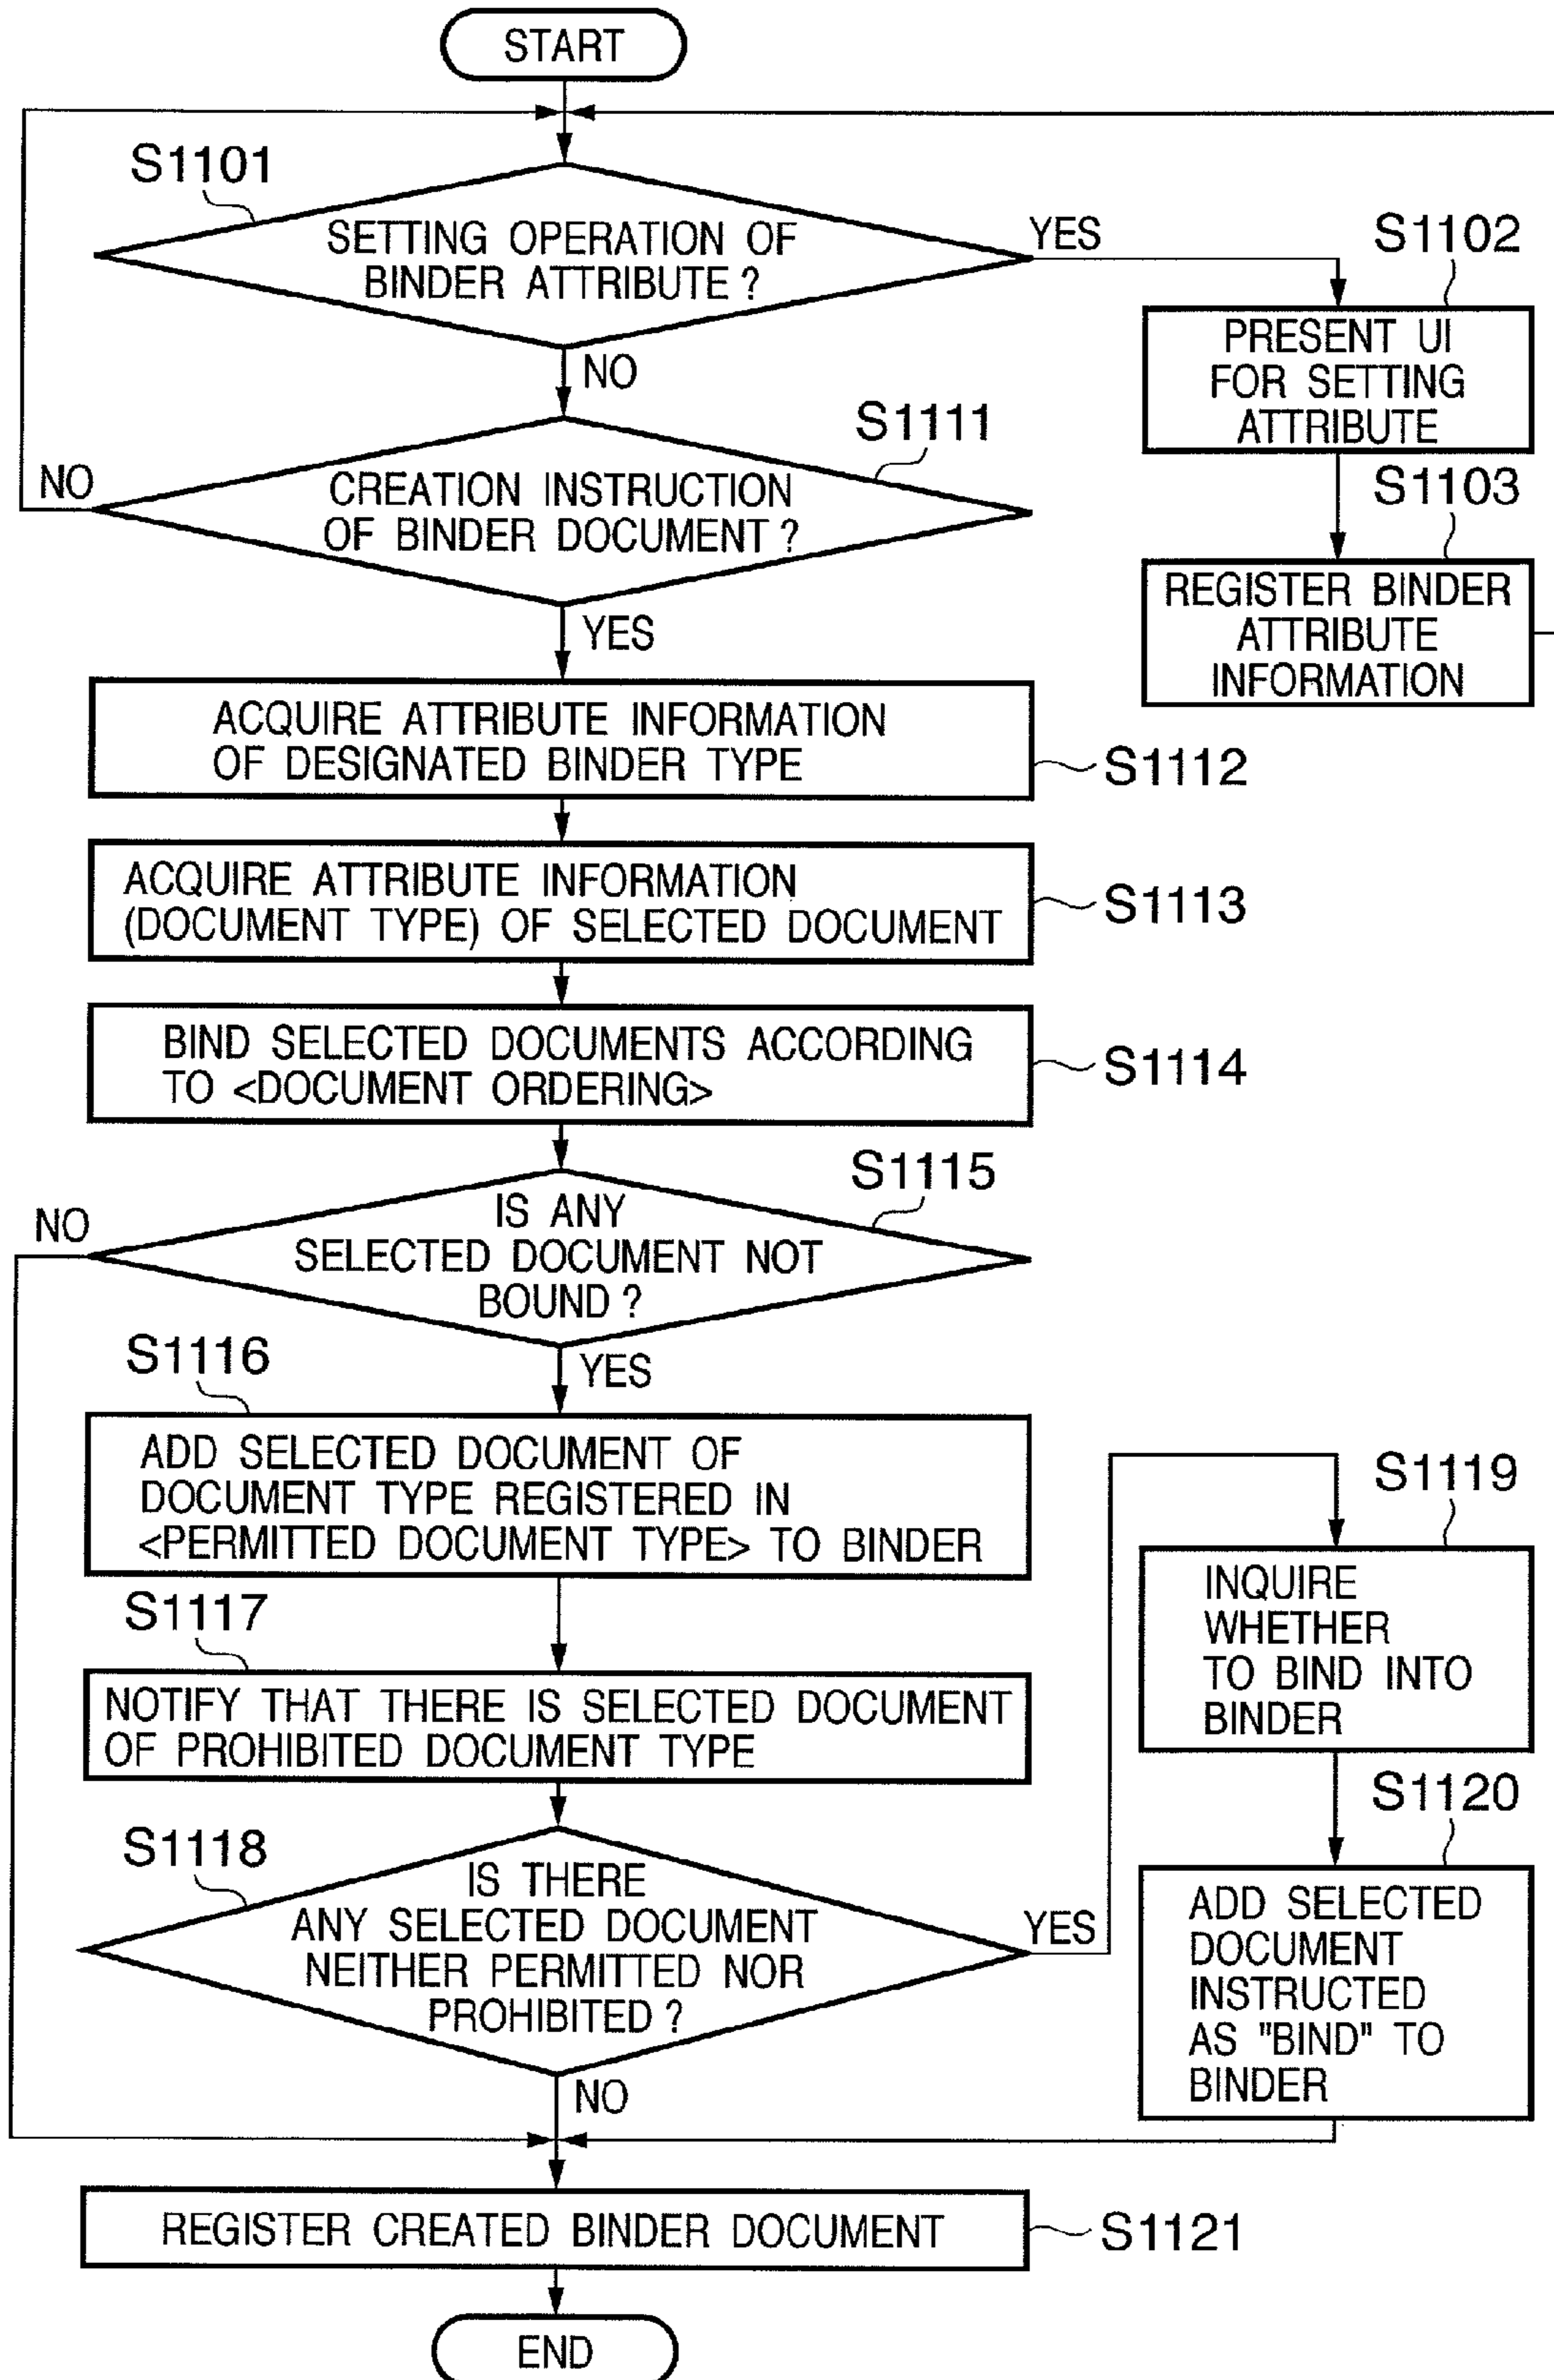 START
S1101
SETTING OPERATION OF
BINDER ATTRIBUTE ?
YES
NO
S1102
PRESENT UI
FOR SETTING
ATTRIBUTE
S1103
REGISTER BINDER
ATTRIBUTE
INFORMATION
S1111
CREATION INSTRUCTION
OF BINDER DOCUMENT ?
NO
YES
ACQUIRE ATTRIBUTE INFORMATION
OF DESIGNATED BINDER TYPE
S1112
ACQUIRE ATTRIBUTE INFORMATION
(DOCUMENT TYPE) OF SELECTED DOCUMENT
S1113
BIND SELECTED DOCUMENTS ACCORDING
TO <DOCUMENT ORDERING>
S1114
S1115
IS ANY
SELECTED DOCUMENT NOT
BOUND ?
NO
YES
S1116
ADD SELECTED DOCUMENT OF
DOCUMENT TYPE REGISTERED IN
<PERMITTED DOCUMENT TYPE> TO BINDER
S1117
NOTIFY THAT THERE IS SELECTED DOCUMENT
OF PROHIBITED DOCUMENT TYPE
S1118
IS THERE
ANY SELECTED DOCUMENT
NEITHER PERMITTED NOR
PROHIBITED ?
YES
NO
S1119
INQUIRE
WHETHER
TO BIND INTO
BINDER
S1120
ADD SELECTED
DOCUMENT
INSTRUCTED
AS "BIND" TO
BINDER
REGISTER CREATED BINDER DOCUMENT
S1121
END